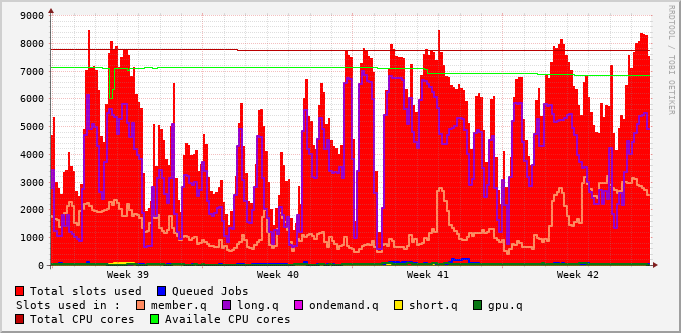 9000
8000
7000
6000
5000
4000
3000
2000
1000
0
Week 39 Week 40 Week 41 Week 42
RRDTOOL / TOBI OETIKER
Total slots used Queued Jobs
Slots used in : member.q long.q ondemand.q short.q gpu.q
Total CPU cores Availale CPU cores